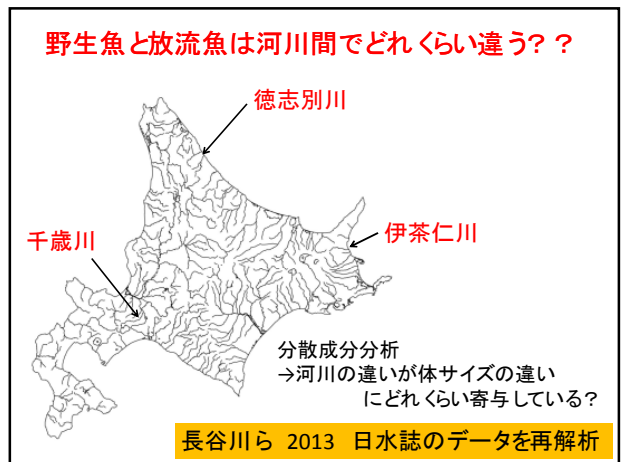 野生魚と放流魚は河川間でどれくらい違う？？
徳志別川
伊茶仁川
千歳川
分散成分分析
→河川の違いが体サイズの違い
にどれくらい寄与している？
長谷川ら 2013 日水誌のデータを再解析